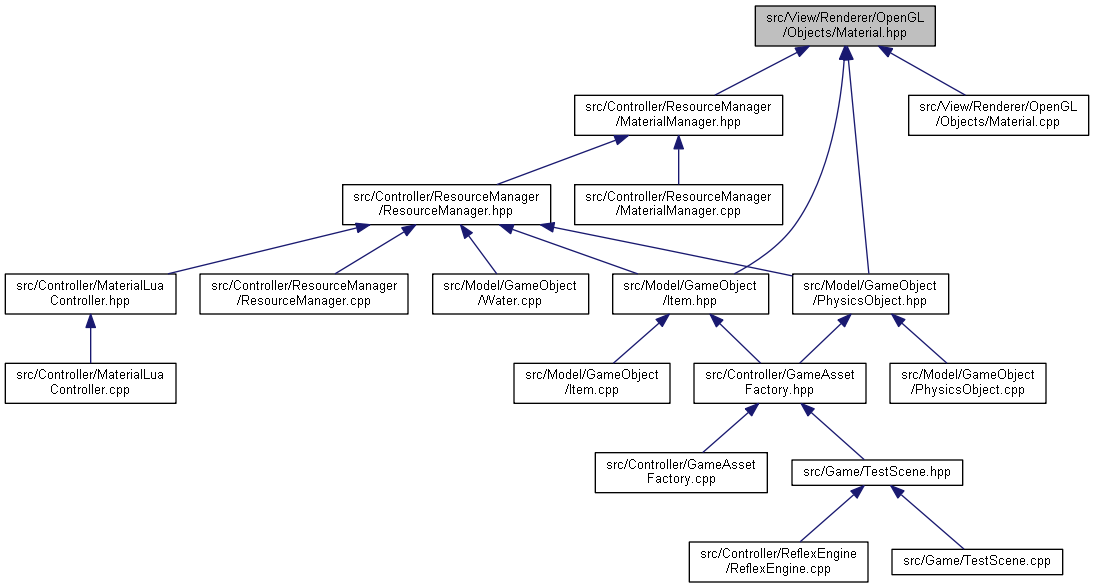 src/View/Renderer/OpenGL
/Objects/Material.hpp
src/Controller/ResourceManager
/MaterialManager.hpp
src/View/Renderer/OpenGL
/Objects/Material.cpp
src/Controller/ResourceManager
/ResourceManager.hpp
src/Controller/ResourceManager
/MaterialManager.cpp
src/Controller/MaterialLua
Controller.hpp
src/Controller/ResourceManager
/ResourceManager.cpp
src/Model/GameObject
/Water.cpp
src/Model/GameObject
/Item.hpp
src/Model/GameObject
/PhysicsObject.hpp
src/Controller/MaterialLua
Controller.cpp
src/Model/GameObject
/Item.cpp
src/Controller/GameAsset
Factory.hpp
src/Model/GameObject
/PhysicsObject.cpp
src/Controller/GameAsset
Factory.cpp
src/Game/TestScene.hpp
src/Controller/ReflexEngine
/ReflexEngine.cpp
src/Game/TestScene.cpp